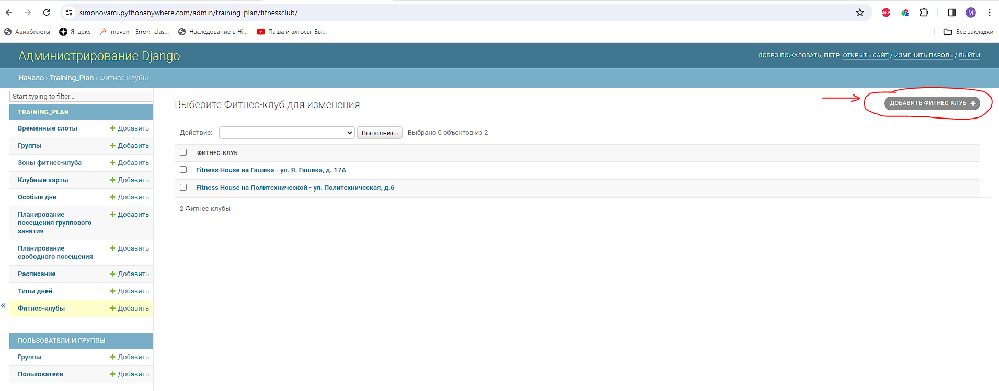 simonovami.pythonanywhere.com/admin/training_plan/fitnessclub/
ABP
M
Авиабилеты
Яндекс
maven - Error: -clas...
Наследование в Hi...
Паша и алгосы. Бы...
Все закладки
Администрирование Django
ДОБРО ПОЖАЛОВАТЬ, ПЕТР. ОТКРЫТЬ САЙТ / ИЗМЕНИТЬ ПАРОЛЬ / ВЫЙТИ
Начало › Training_Plan › Фитнес-клубы
Start typing to filter...
TRAINING_PLAN
Временные слоты + Добавить
Группы + Добавить
Зоны фитнес-клуба + Добавить
Клубные карты + Добавить
Особые дни + Добавить
Планирование + Добавить
посещения группового
занятия
Планирование + Добавить
свободного посещения
Расписание + Добавить
Типы дней + Добавить
« Фитнес-клубы + Добавить
ПОЛЬЗОВАТЕЛИ И ГРУППЫ
Группы + Добавить
Пользователи + Добавить
Выберите Фитнес-клуб для изменения
ДОБАВИТЬ ФИТНЕС-КЛУБ +
Действие: --------- Выполнить Выбрано 0 объектов из 2
ФИТНЕС-КЛУБ
Fitness House на Гашека - ул. Я. Гашека, д. 17А
Fitness House на Политехнической - ул. Политехническая, д.6
2 Фитнес-клубы